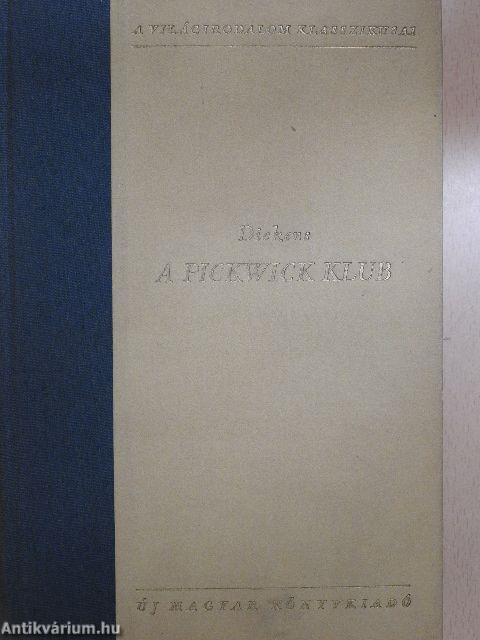 A VILÁGIRODALOM KLASSZIKUSAI
Dickens
A PICKWICK KLUB
ÚJ MAGYAR KÖNYVKIADÓ
Antikvárium.hu